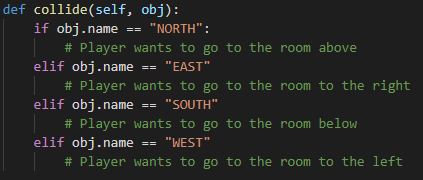 def collide(self, obj):
    if obj.name == "NORTH":
        # Player wants to go to the room above
    elif obj.name == "EAST"
        # Player wants to go to the room to the right
    elif obj.name == "SOUTH"
        # Player wants to go to the room below
    elif obj.name == "WEST"
        # Player wants to go to the room to the left